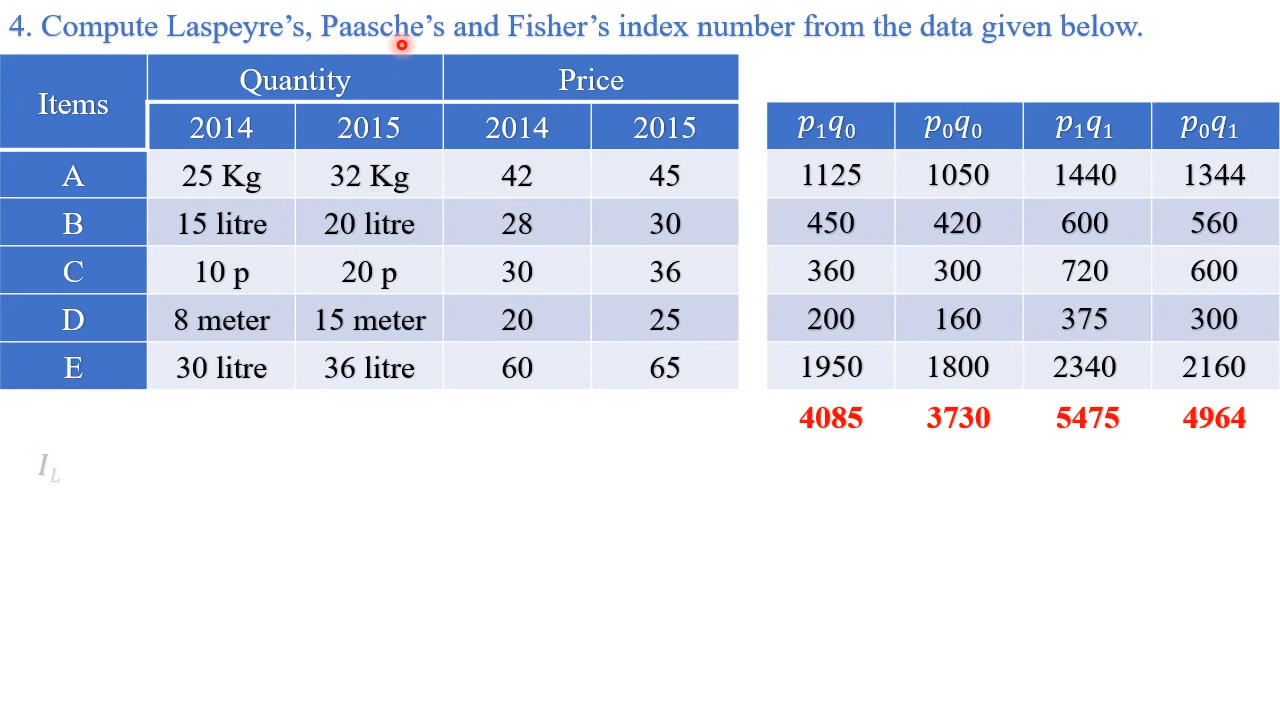 4. Compute Laspeyre’s, Paasche’s and Fisher’s index number from the data given below.
Items Quantity Price
2014 2015 2014 2015 p₁q₀ p₀q₀ p₁q₁ p₀q₁
A 25 Kg 32 Kg 42 45 1125 1050 1440 1344
B 15 litre 20 litre 28 30 450 420 600 560
C 10 p 20 p 30 36 360 300 720 600
D 8 meter 15 meter 20 25 200 160 375 300
E 30 litre 36 litre 60 65 1950 1800 2340 2160
4085 3730 5475 4964
I_L